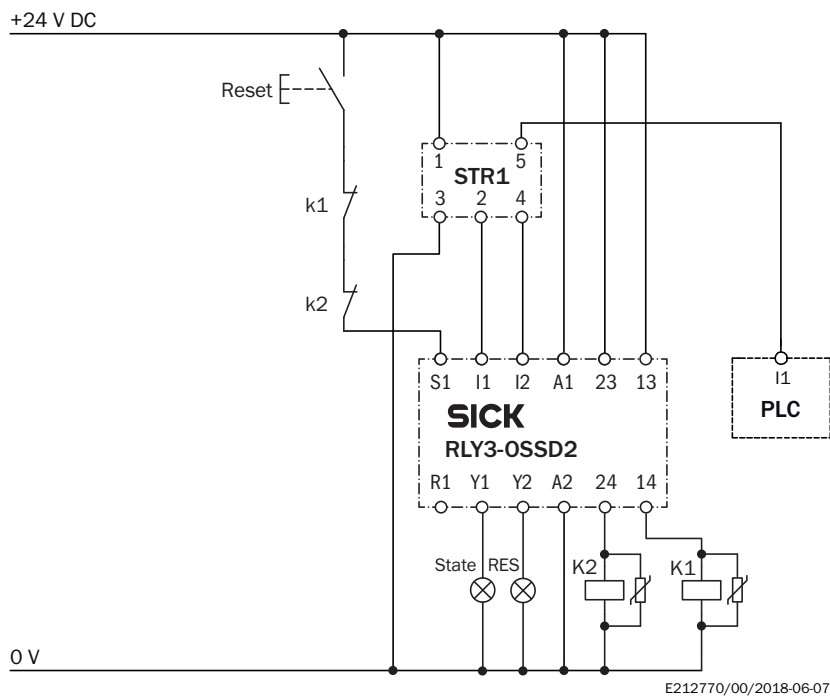 +24 V DC
Reset
1 5
STR1
3 2 4
k1
k2
S1 I1 I2 A1 23 13
I1
PLC
SICK
RLY3-OSSD2
R1 Y1 Y2 A2 24 14
State RES K2 K1
0 V
E212770/00/2018-06-07